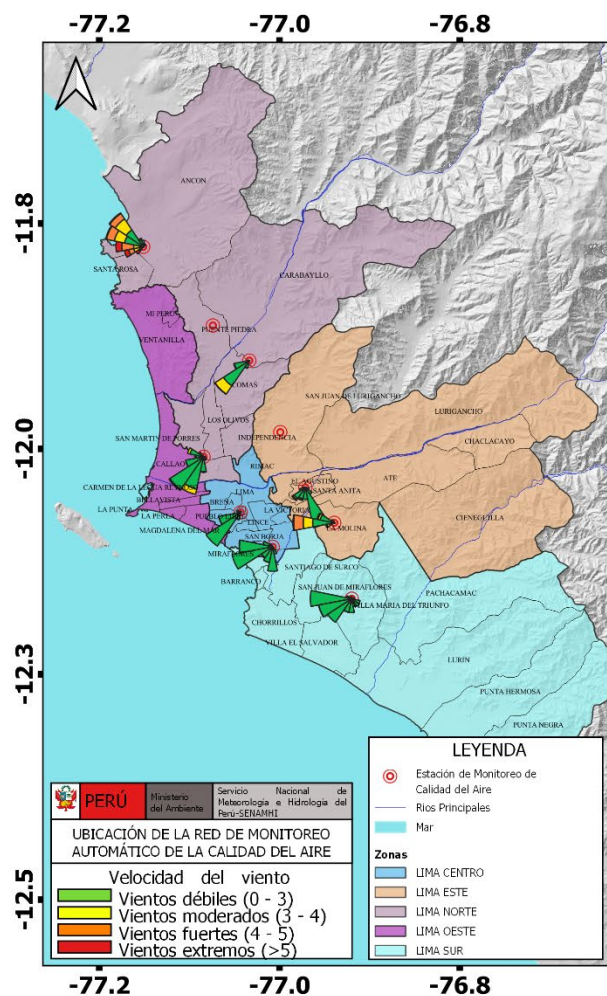 -77.2 -77.0 -76.8
-11.8
-12.0
-12.3
-12.5
ANCON
SANTA ROSA
CARABAYLLO
MI PERU
VENTANILLA
PUENTE PIEDRA
COMAS
SAN JUAN DE LURIGANCHO
LURIGANCHO
LOS OLIVOS
SAN MARTIN DE PORRES
INDEPENDENCIA
CHACLACAYO
RIMAC
CALLAO
ATE
EL AGUSTINO
SANTA ANITA
CARMEN DE LA LEGUA REY
LIMA
BELLAVISTA
BREÑA
LA PUNTA
LA VICTORIA
CIENEGUILLA
LA PERLA
PUEBLO LIBRE
LINCE
LA MOLINA
MAGDALENA DEL MAR
SAN BORJA
MIRAFLORES
SANTIAGO DE SURCO
BARRANCO
SAN JUAN DE MIRAFLORES
PACHACAMAC
VILLA MARIA DEL TRIUNFO
CHORRILLOS
VILLA EL SALVADOR
LURIN
PUNTA HERMOSA
PUNTA NEGRA
LEYENDA
Estación de Monitoreo de
Calidad del Aire
Rios Principales
Mar
Zonas
LIMA CENTRO
LIMA ESTE
LIMA NORTE
LIMA OESTE
LIMA SUR
PERÚ
Ministerio
del Ambiente
Servicio Nacional de
Meteorología e Hidrología del
Perú-SENAMHI
UBICACIÓN DE LA RED DE MONITOREO
AUTOMÁTICO DE LA CALIDAD DEL AIRE
Velocidad del viento
Vientos débiles (0 - 3)
Vientos moderados (3 - 4)
Vientos fuertes (4 - 5)
Vientos extremos (>5)
-77.2 -77.0 -76.8